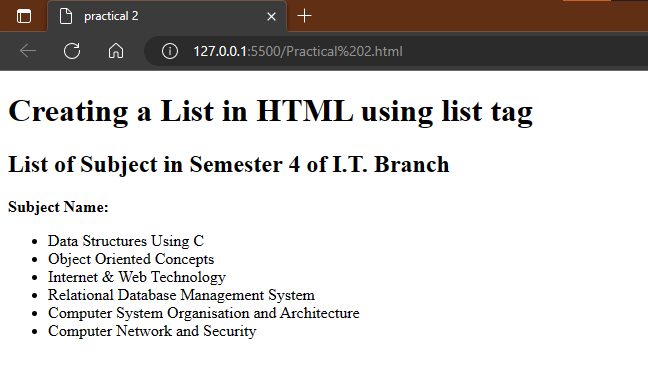 practical 2
127.0.0.1:5500/Practical%202.html
Creating a List in HTML using list tag
List of Subject in Semester 4 of I.T. Branch
Subject Name:
• Data Structures Using C
• Object Oriented Concepts
• Internet & Web Technology
• Relational Database Management System
• Computer System Organisation and Architecture
• Computer Network and Security